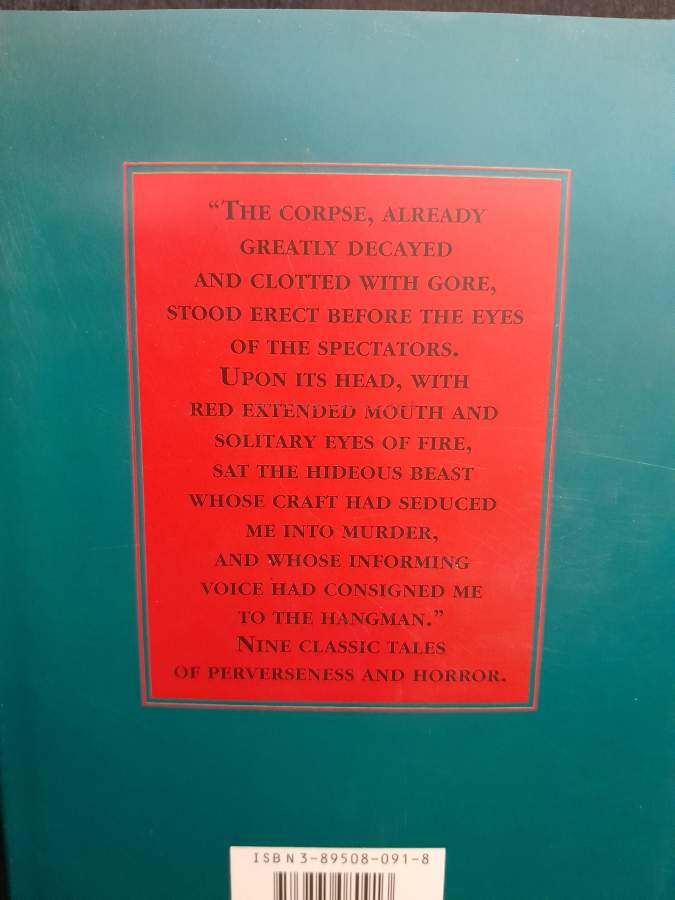 “THE CORPSE, ALREADY
GREATLY DECAYED
AND CLOTTED WITH GORE,
STOOD ERECT BEFORE THE EYES
OF THE SPECTATORS.
UPON ITS HEAD, WITH
RED EXTENDED MOUTH AND
SOLITARY EYES OF FIRE,
SAT THE HIDEOUS BEAST
WHOSE CRAFT HAD SEDUCED
ME INTO MURDER,
AND WHOSE INFORMING
VOICE HAD CONSIGNED ME
TO THE HANGMAN.”
NINE CLASSIC TALES
OF PERVERSENESS AND HORROR.
ISBN 3-89508-091-8